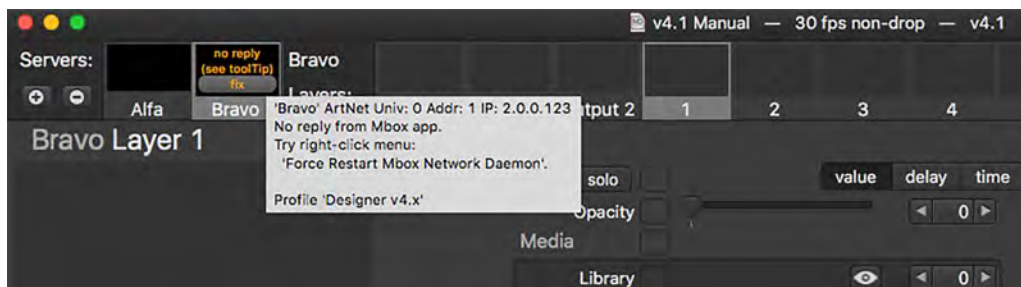 v4.1 Manual — 30 fps non-drop — v4.1
Servers:
no reply
(see toolTip)
fix
Bravo
Layers:
Alfa
Bravo
tput 2
1
2
3
4
'Bravo' ArtNet Univ: 0 Addr: 1 IP: 2.0.0.123
No reply from Mbox app.
Try right-click menu:
'Force Restart Mbox Network Daemon'.
Profile 'Designer v4.x'
Bravo Layer 1
solo
value delay time
Opacity
0
Media
Library
0